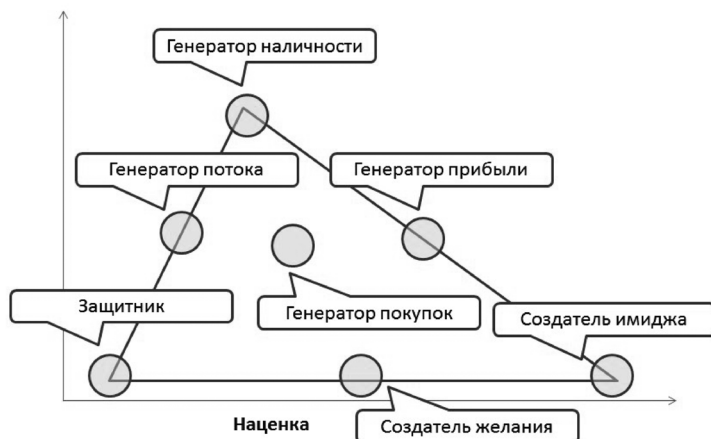 Генератор наличности
Генератор потока
Генератор прибыли
Защитник
Генератор покупок
Создатель имиджа
Наценка
Создатель желания